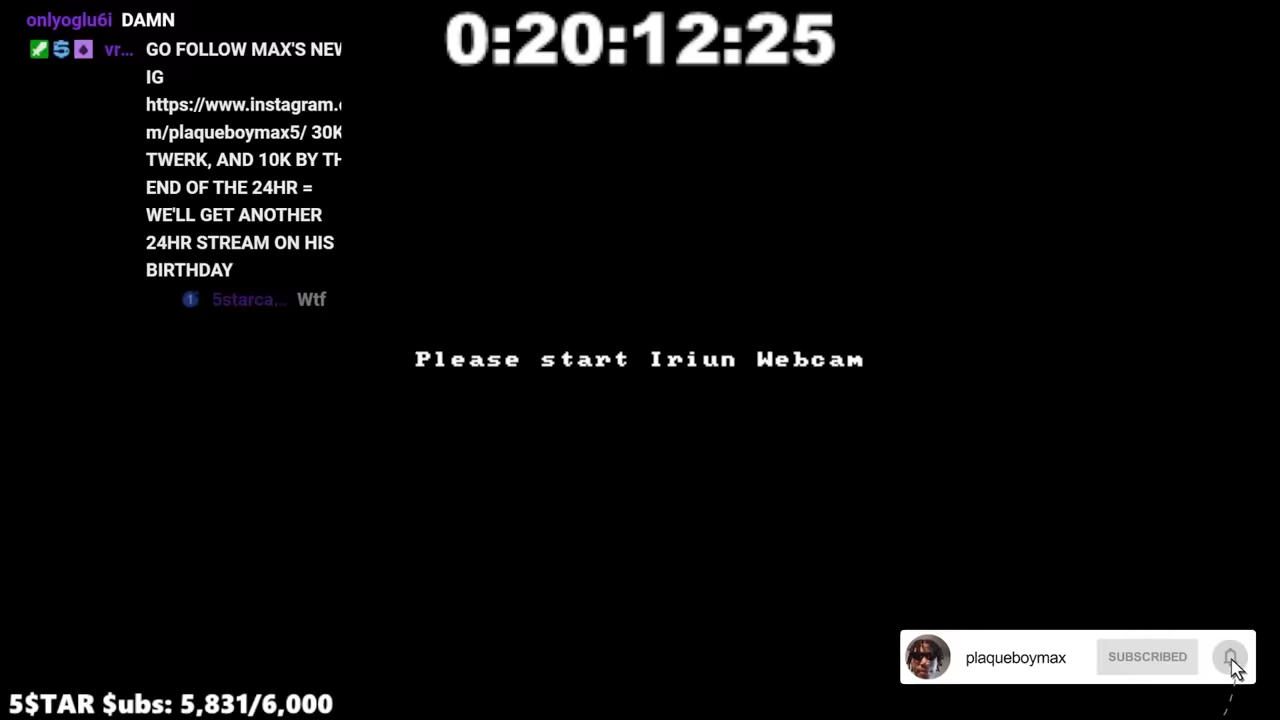 onlyoglu6i DAMN
0:20:12:25
vr... GO FOLLOW MAX'S NEW
IG
https://www.instagram.c
m/plaqueboymax5/ 30K
TWERK, AND 10K BY TH
END OF THE 24HR =
WE'LL GET ANOTHER
24HR STREAM ON HIS
BIRTHDAY
5starca... Wtf
Please start Iriun Webcam
plaqueboymax SUBSCRIBED
5$TAR $ubs: 5,831/6,000